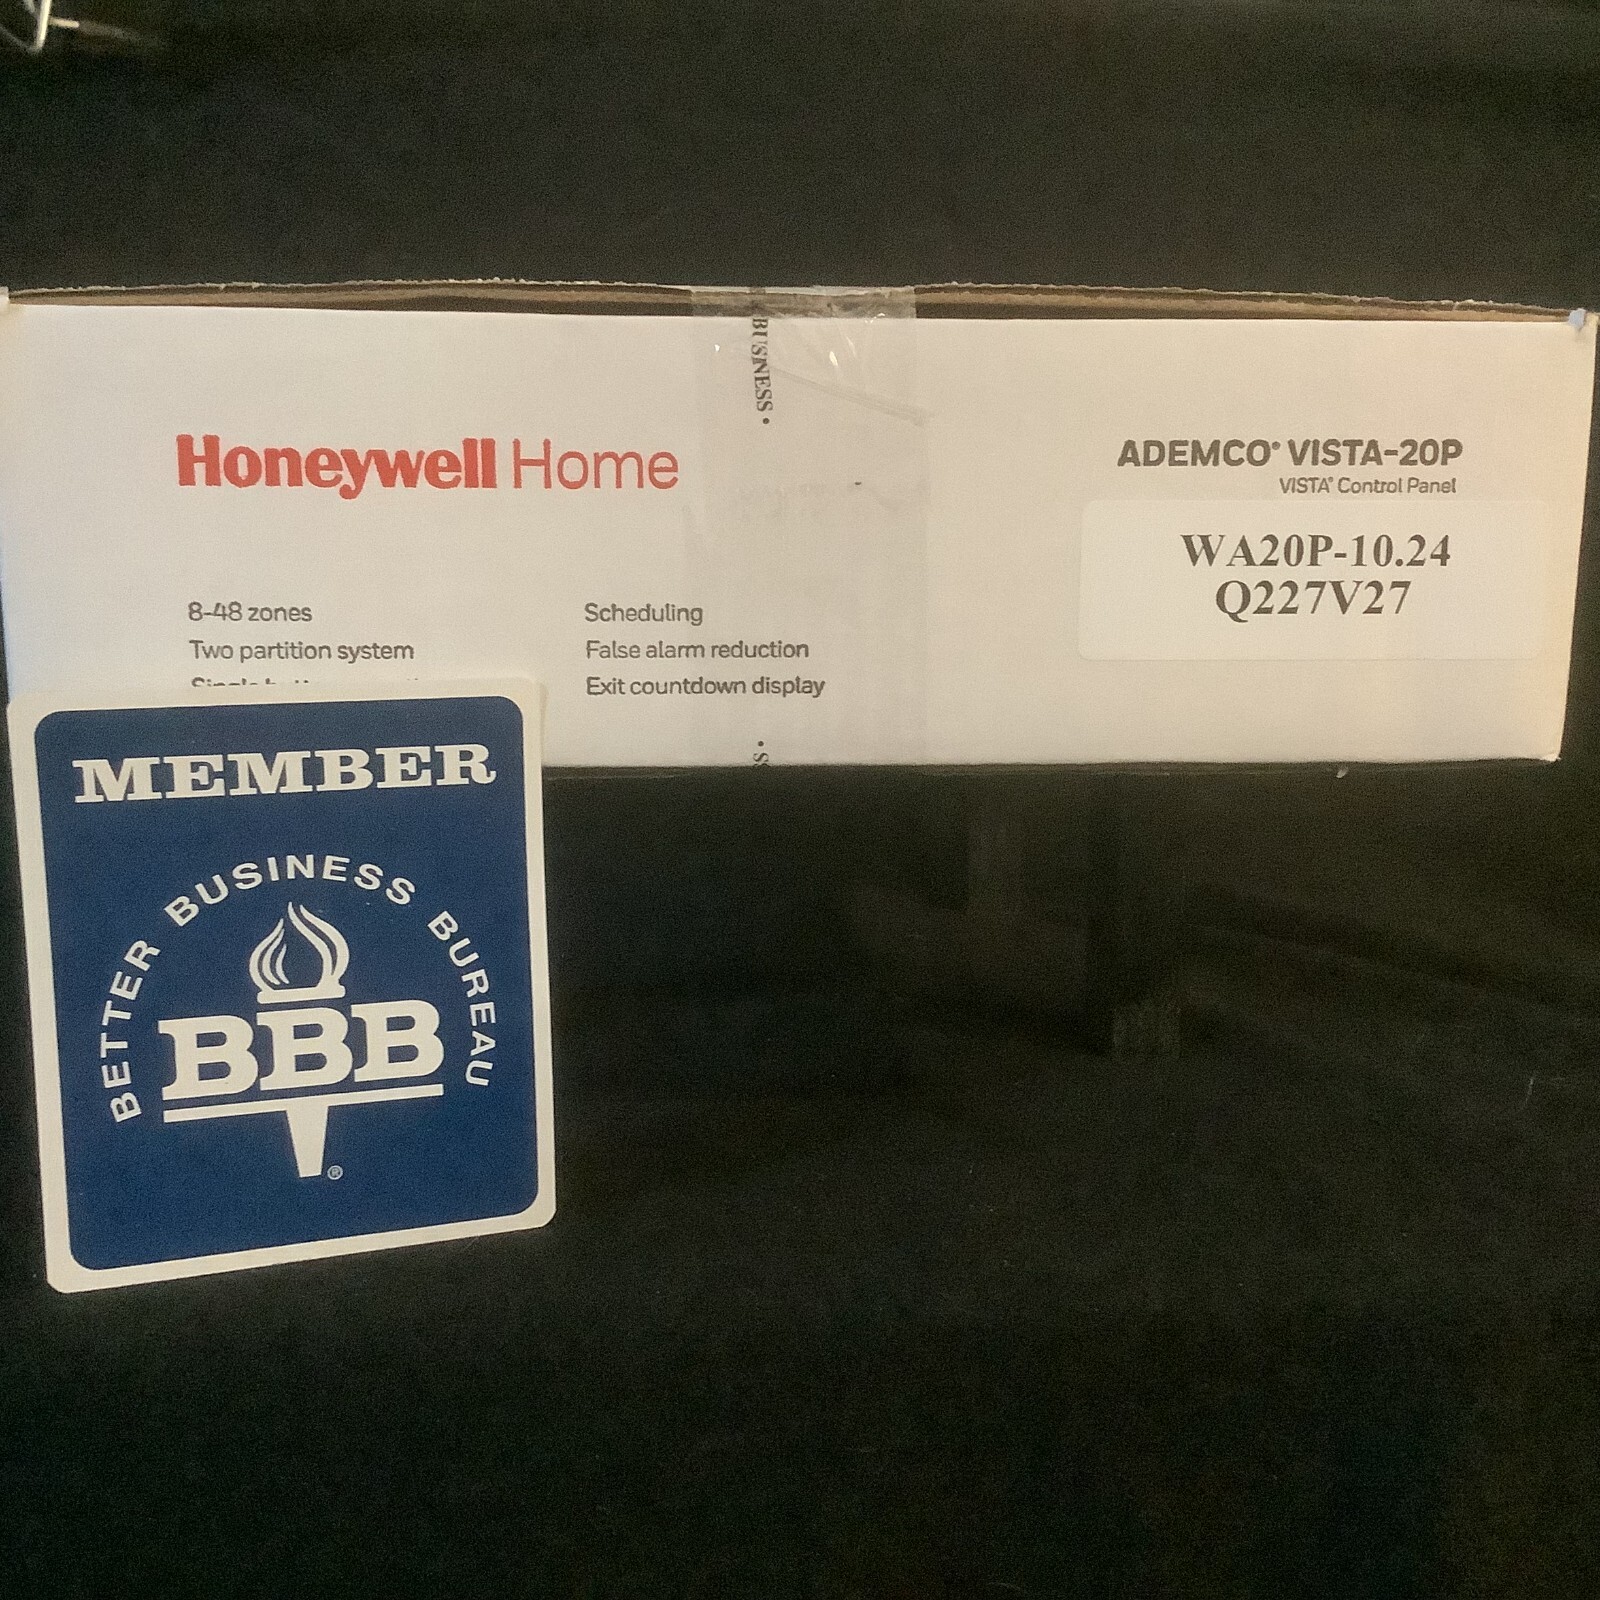 BUSINESS •
Honeywell Home
ADEMCO® VISTA-20P
VISTA® Control Panel
WA20P-10.24
Q227V27
8-48 zones
Two partition system
Scheduling
False alarm reduction
Exit countdown display
• SS
MEMBER
BETTER BUSINESS BUREAU
BBB
®